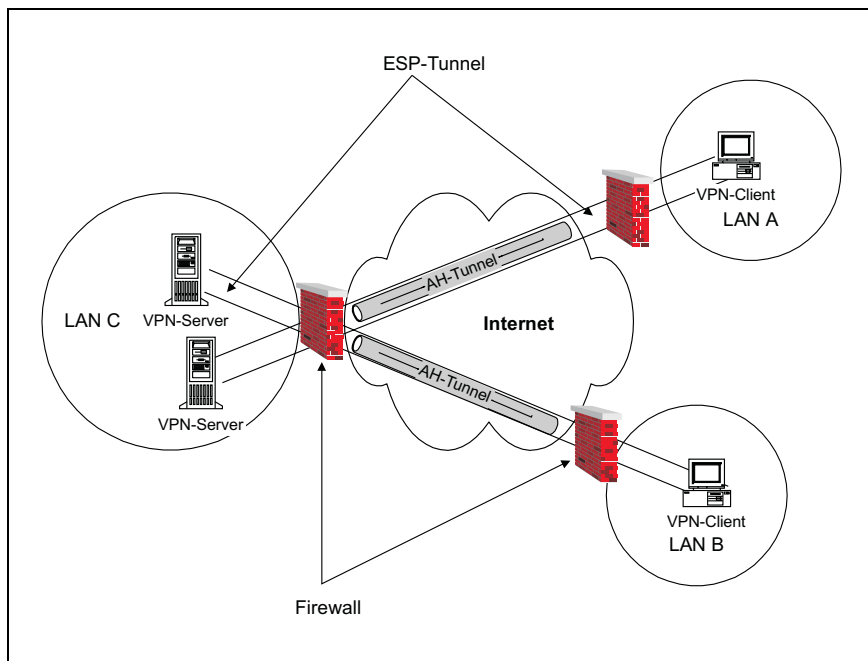 ESP-Tunnel
VPN-Client
LAN A
AH-Tunnel
LAN C
VPN-Server
Internet
AH-Tunnel
VPN-Server
VPN-Client
LAN B
Firewall